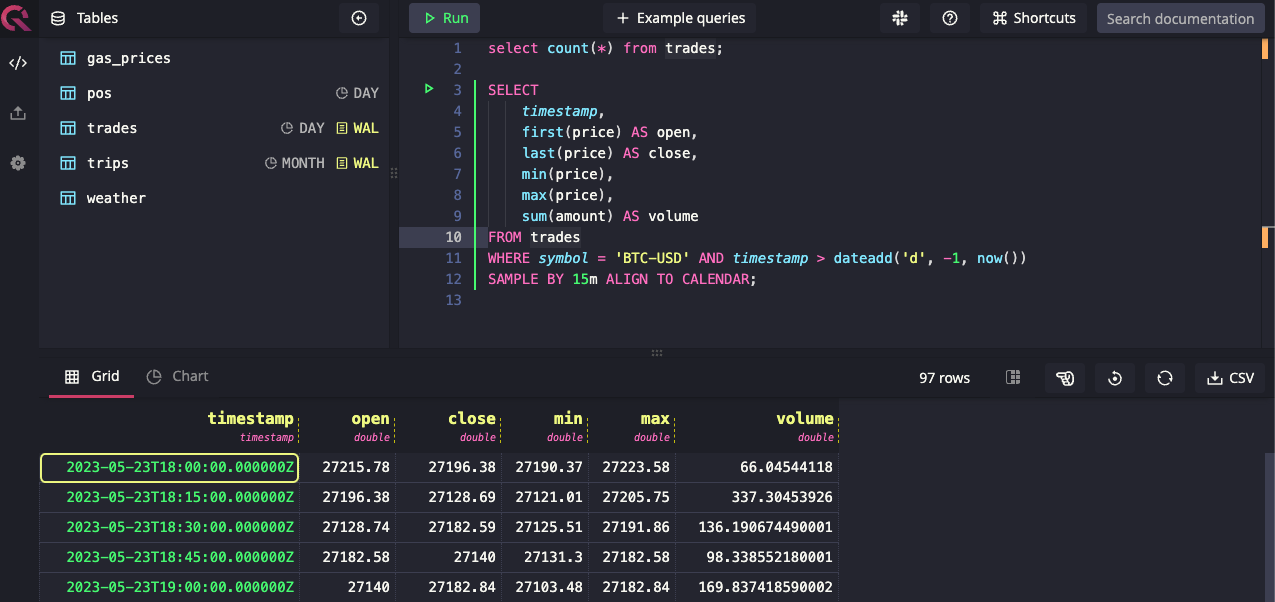 Tables
Run
+ Example queries
Shortcuts
Search documentation
gas_prices
pos DAY
trades DAY WAL
trips MONTH WAL
weather
1 select count(*) from trades;
2
3 SELECT
4 timestamp,
5 first(price) AS open,
6 last(price) AS close,
7 min(price),
8 max(price),
9 sum(amount) AS volume
10 FROM trades
11 WHERE symbol = 'BTC-USD' AND timestamp > dateadd('d', -1, now())
12 SAMPLE BY 15m ALIGN TO CALENDAR;
13
Grid Chart 97 rows CSV
timestamp open close min max volume
timestamp double double double double double
2023-05-23T18:00:00.000000Z 27215.78 27196.38 27190.37 27223.58 66.04544118
2023-05-23T18:15:00.000000Z 27196.38 27128.69 27121.01 27205.75 337.30453926
2023-05-23T18:30:00.000000Z 27128.74 27182.59 27125.51 27191.86 136.190674490001
2023-05-23T18:45:00.000000Z 27182.58 27140 27131.3 27182.58 98.338552180001
2023-05-23T19:00:00.000000Z 27140 27182.84 27103.48 27182.84 169.837418590002